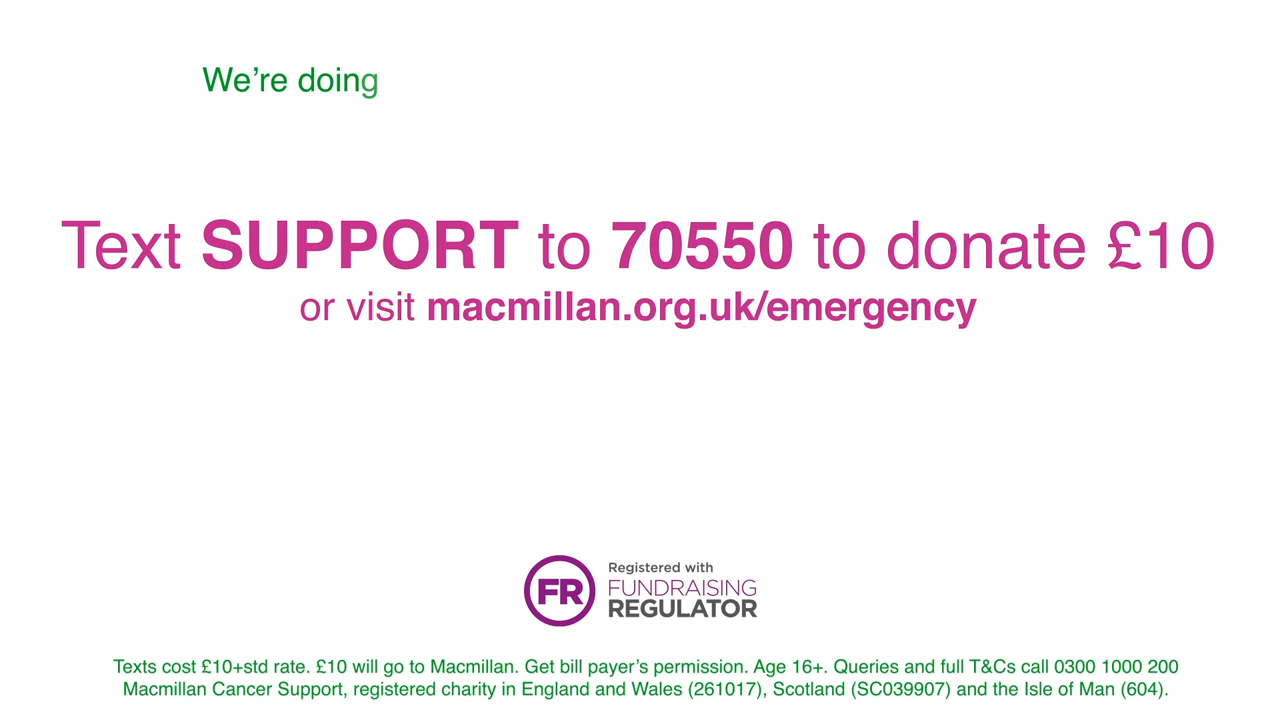 We’re doing
Text SUPPORT to 70550 to donate £10
or visit macmillan.org.uk/emergency
FR
Registered with
FUNDRAISING
REGULATOR
Texts cost £10+std rate. £10 will go to Macmillan. Get bill payer’s permission. Age 16+. Queries and full T&Cs call 0300 1000 200
Macmillan Cancer Support, registered charity in England and Wales (261017), Scotland (SC039907) and the Isle of Man (604).